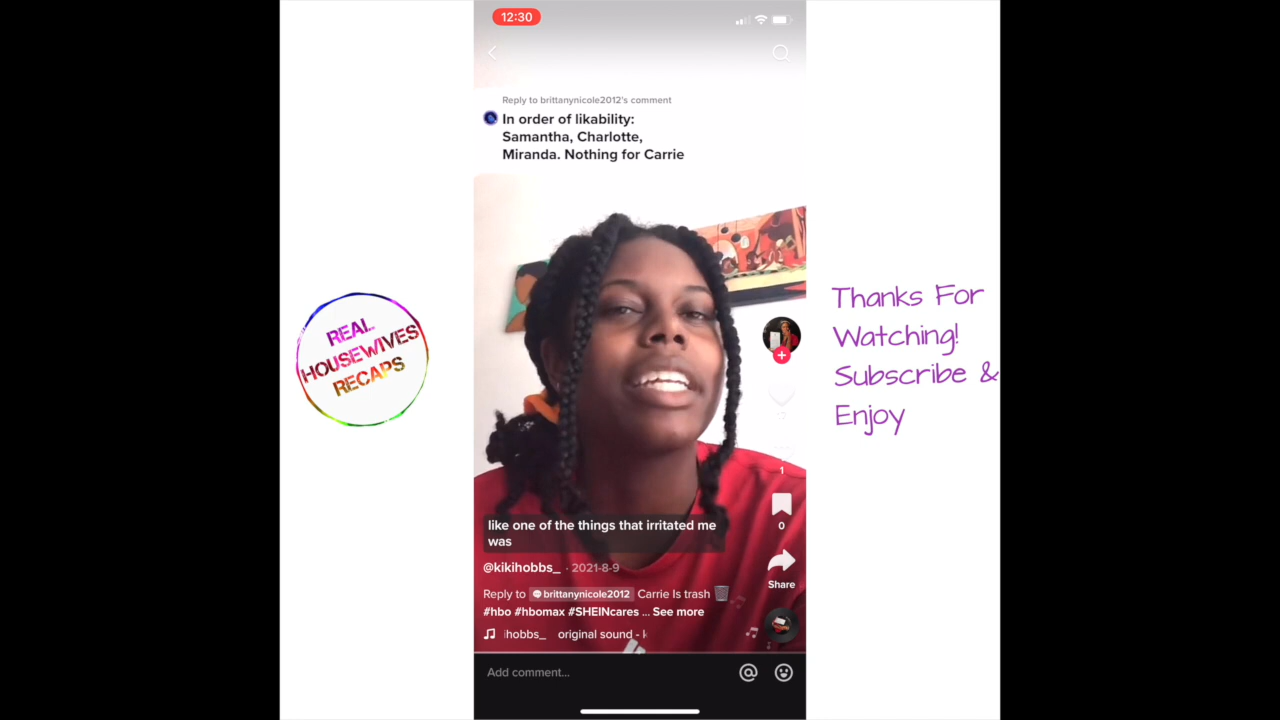 12:30
Reply to brittanynicole2012's comment
In order of likability:
Samantha, Charlotte,
Miranda. Nothing for Carrie
REAL
HOUSEWIVES
RECAPS
Thanks For
Watching!
Subscribe &
Enjoy
1
0
Share
like one of the things that irritated me
was
@kikihobbs_ · 2021-8-9
Reply to brittanynicole2012 Carrie Is trash
#hbo #hbomax #SHEINcares ... See more
hobbs_ original sound - k
Add comment...
@